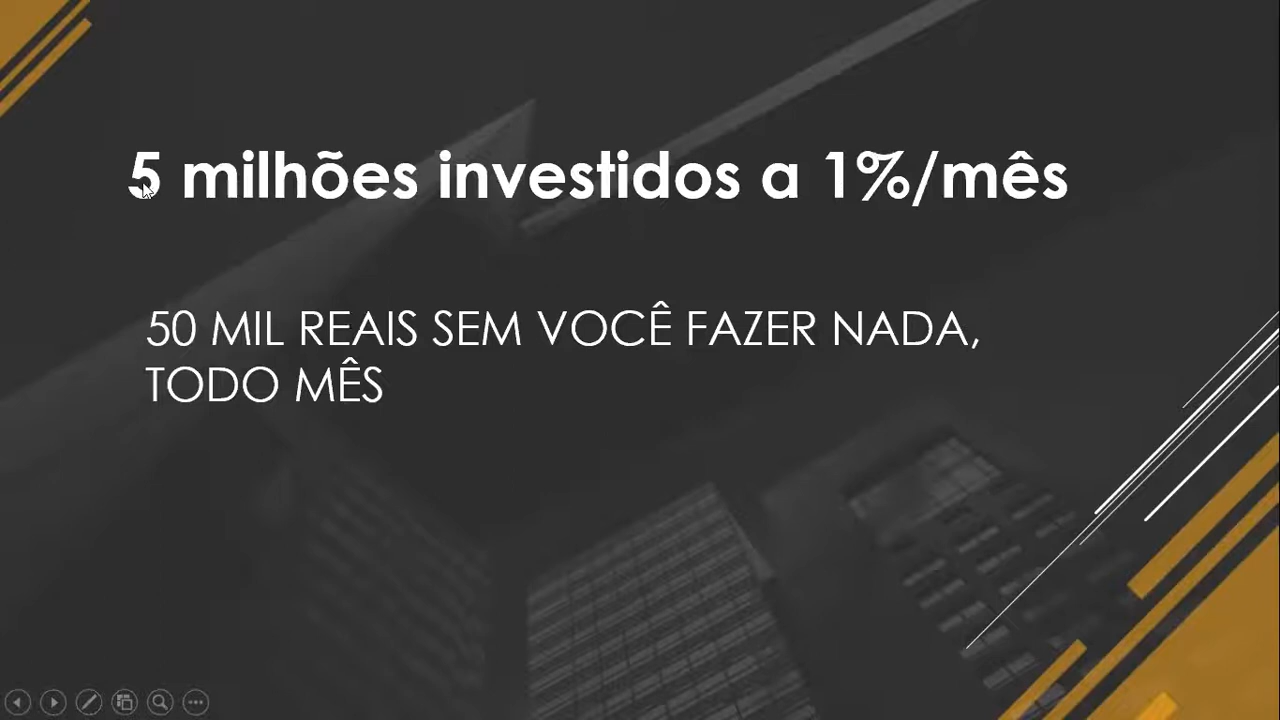 5 milhões investidos a 1%/mês
50 MIL REAIS SEM VOCÊ FAZER NADA,
TODO MÊS